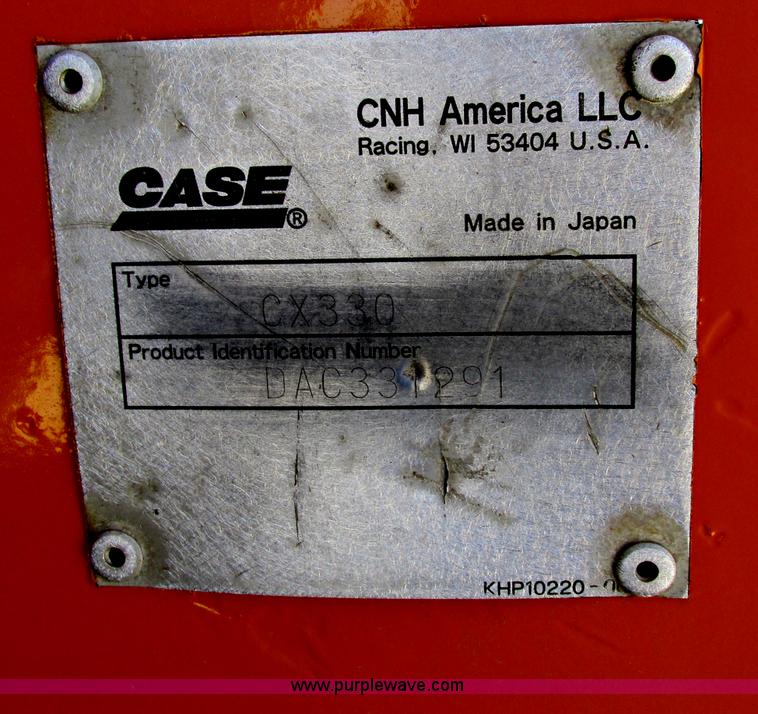 CNH America LLC
Racing, WI 53404 U.S.A.
CASE®
Made in Japan
Type
CX330
Product Identification Number
DAC331291
KHP10220-
www.purplewave.com